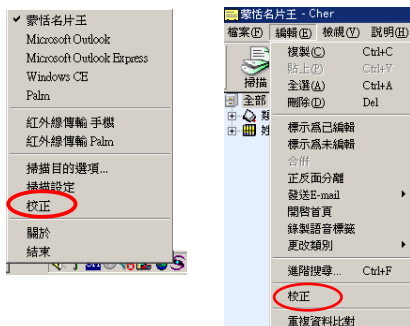 蒙恬名片王
Microsoft Outlook
Microsoft Outlook Express
Windows CE
Palm
紅外線傳輸 手機
紅外線傳輸 Palm
掃描目的選項...
掃描設定
校正
關於
結束
蒙恬名片王 - Cher
檔案(F) 編輯(E) 檢視(V) 說明(H)
掃描
全部
複製(C) Ctrl+C
貼上(P) Ctrl+V
全選(A) Ctrl+A
刪除(D) Del
標示為已編輯
標示為未編輯
合併
正反面分離
發送E-mail
開啓首頁
錄製語音標籤
更改類別
進階搜尋... Ctrl+F
校正
重複資料比對